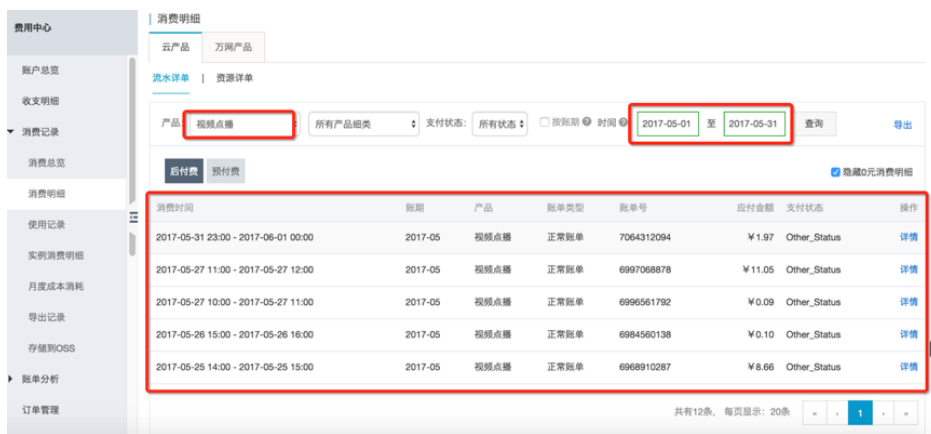 费用中心
账户总览
收支明细
消费记录
消费总览
消费明细
使用记录
实例消费明细
月度成本消耗
导出记录
存储到OSS
账单分析
订单管理
消费明细
云产品 万网产品
流水详单 | 资源详单
产品: 视频点播 所有产品细类 支付状态: 所有状态 按账期 时间 2017-05-01 至 2017-05-31 查询 导出
后付费 预付费 隐藏0元消费明细
消费时间 账期 产品 账单类型 账单号 应付金额 支付状态 操作
2017-05-31 23:00 - 2017-06-01 00:00 2017-05 视频点播 正常账单 7064312094 ￥1.97 Other_Status 详情
2017-05-27 11:00 - 2017-05-27 12:00 2017-05 视频点播 正常账单 6997068878 ￥11.05 Other_Status 详情
2017-05-27 10:00 - 2017-05-27 11:00 2017-05 视频点播 正常账单 6996561792 ￥0.09 Other_Status 详情
2017-05-26 15:00 - 2017-05-26 16:00 2017-05 视频点播 正常账单 6984560138 ￥0.10 Other_Status 详情
2017-05-25 14:00 - 2017-05-25 15:00 2017-05 视频点播 正常账单 6968910287 ￥8.66 Other_Status 详情
共有12条, 每页显示: 20条 « ‹ 1 › »